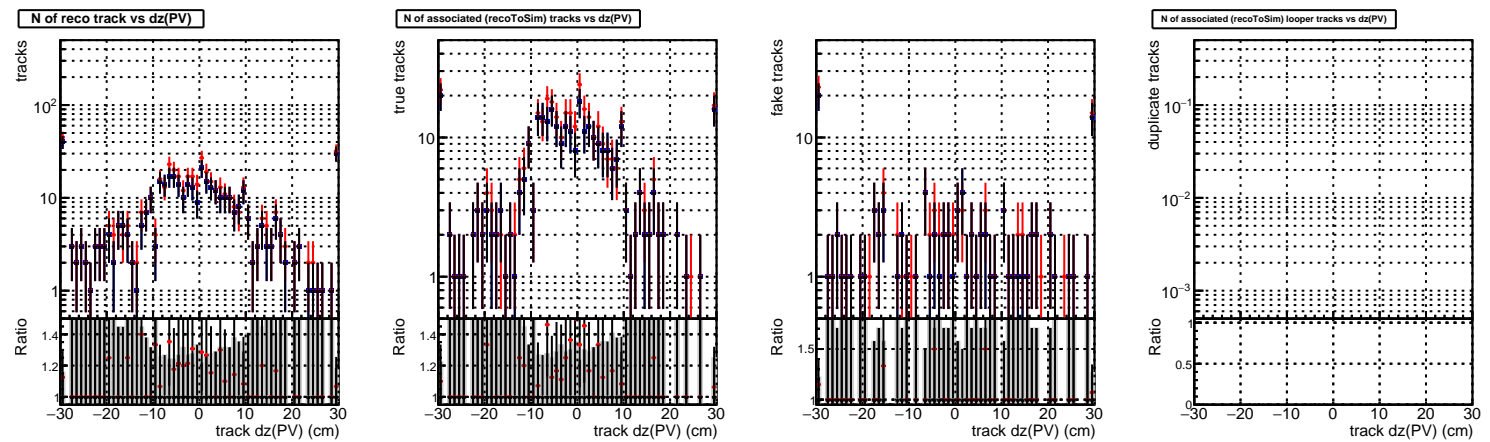 N of reco track vs dz(PV)
tracks
10²
10
1
Ratio
1.4
1.2
1
−30 −20 −10 0 10 20 30
track dz(PV) (cm)
N of associated (recoToSim) tracks vs dz(PV)
true tracks
10
1
Ratio
1.4
1.2
1
−30 −20 −10 0 10 20 30
track dz(PV) (cm)
fake tracks
10
1
Ratio
1.5
1
−30 −20 −10 0 10 20 30
track dz(PV) (cm)
N of associated (recoToSim) looper tracks vs dz(PV)
duplicate tracks
10⁻¹
10⁻²
10⁻³
Ratio
1
0.5
0
−30 −20 −10 0 10 20 30
track dz(PV) (cm)